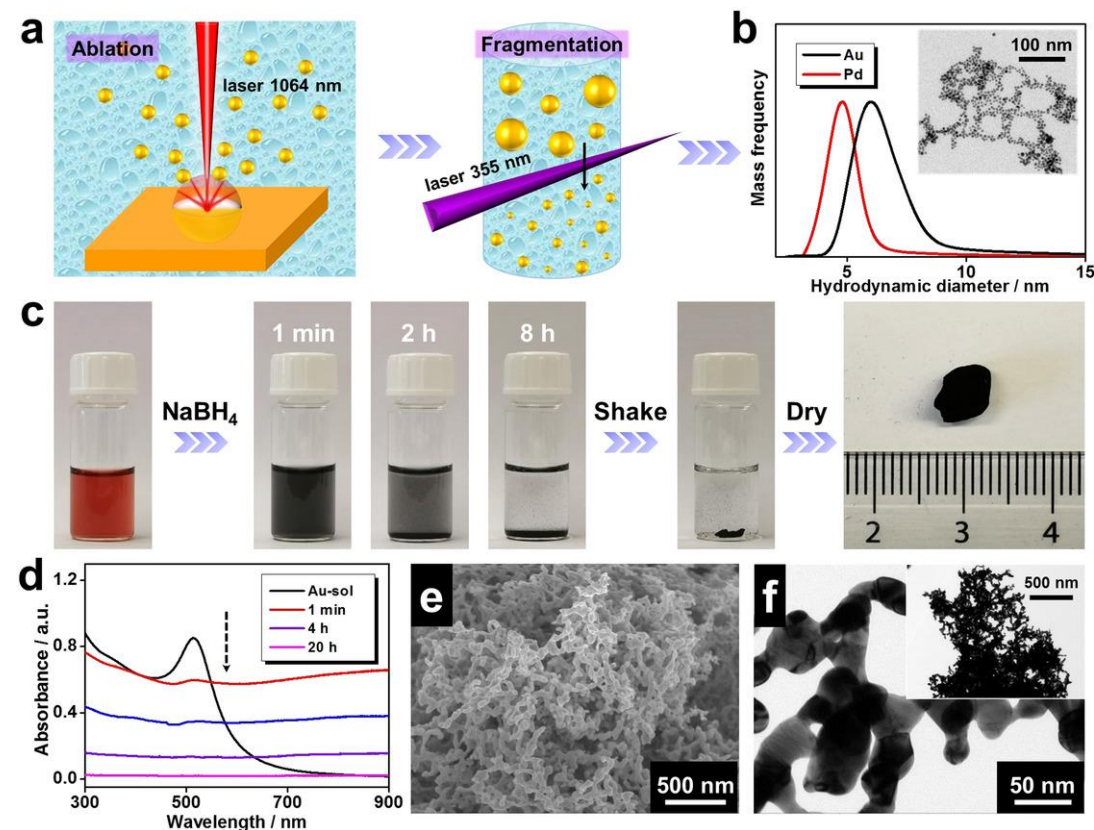 a
Ablation
laser 1064 nm
Fragmentation
laser 355 nm
b
Au
Pd
100 nm
Mass frequency
5
10
15
Hydrodynamic diameter / nm
c
NaBH4
1 min
2 h
8 h
Shake
Dry
2
3
4
d
Au-sol
1 min
4 h
20 h
Absorbance / a.u.
1.2
0.8
0.4
0.0
300
500
700
900
Wavelength / nm
e
500 nm
f
500 nm
50 nm